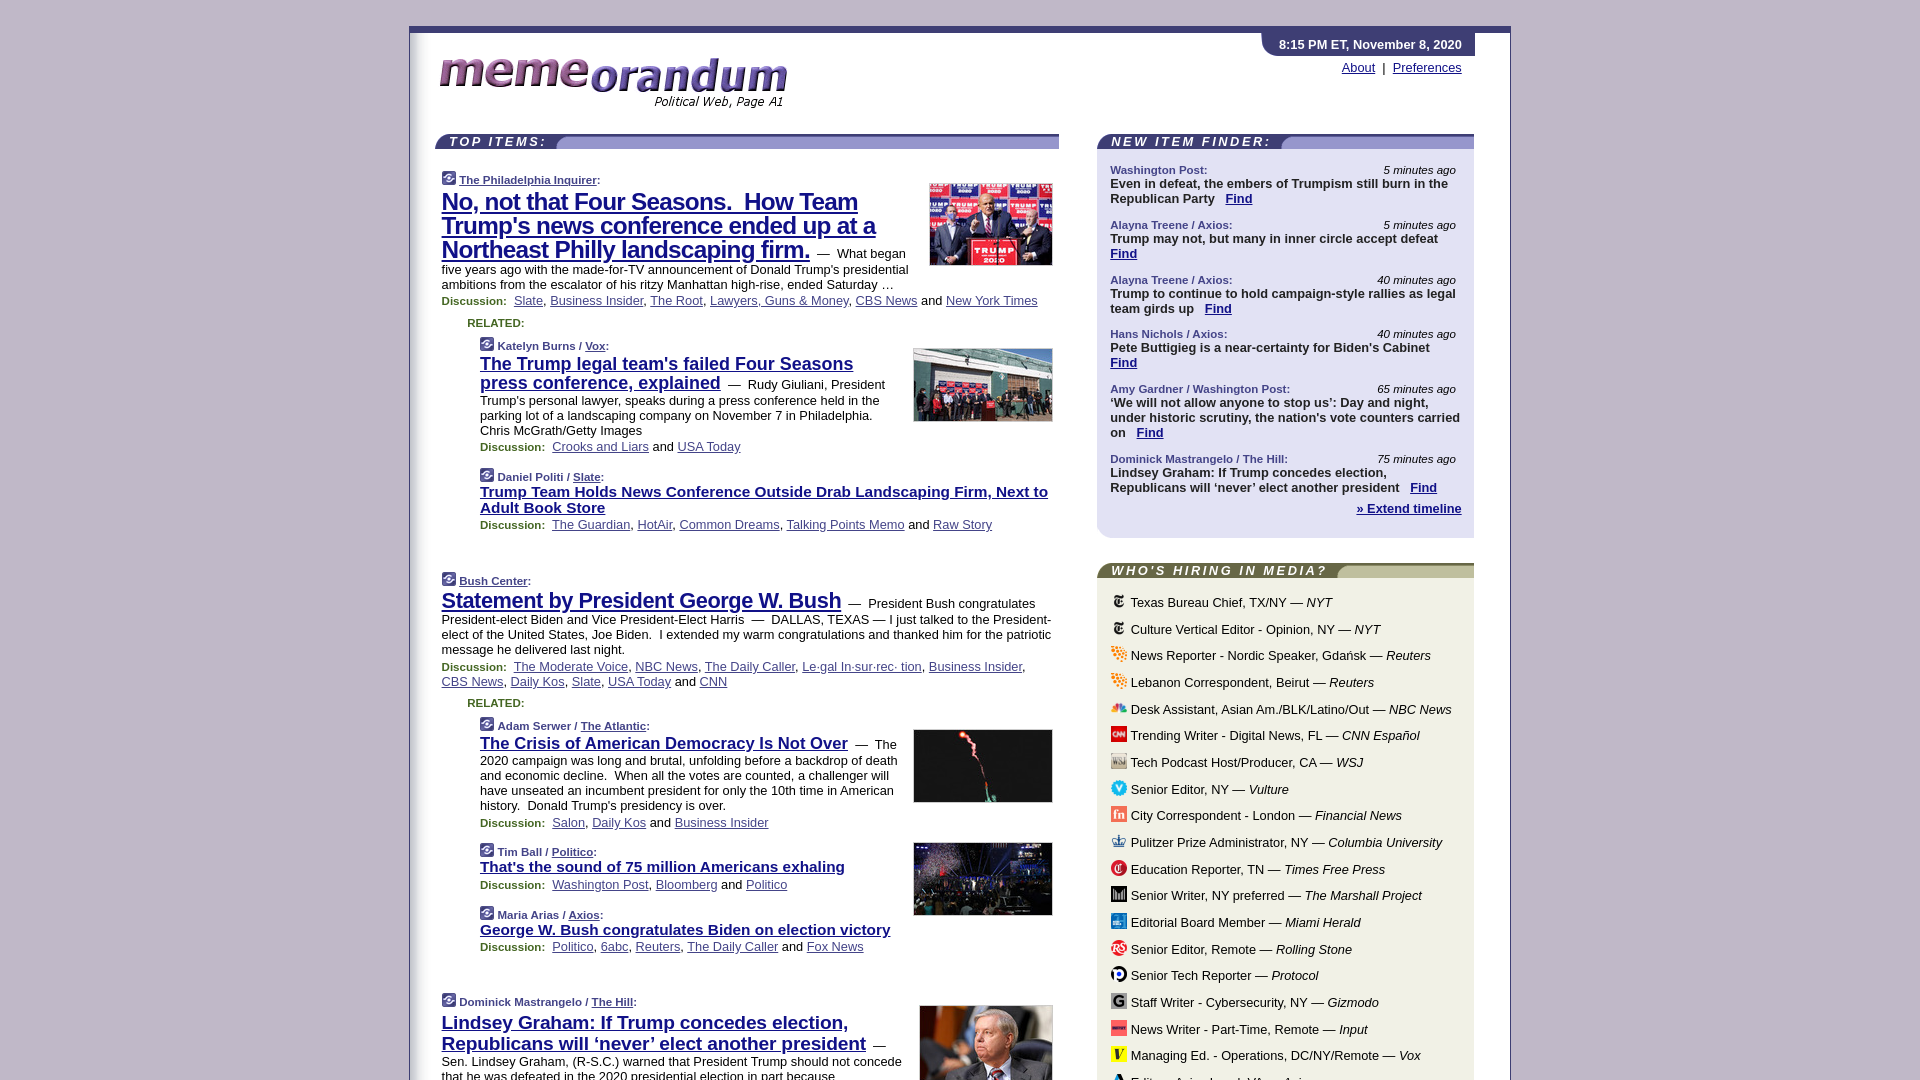 8:15 PM ET, November 8, 2020
memeorandum
About | Preferences
Political Web, Page A1
TOP ITEMS:
The Philadelphia Inquirer:
No, not that Four Seasons. How Team
Trump's news conference ended up at a
Northeast Philly landscaping firm. — What began
five years ago with the made-for-TV announcement of Donald Trump's presidential
ambitions from the escalator of his ritzy Manhattan high-rise, ended Saturday …
Discussion: Slate, Business Insider, The Root, Lawyers, Guns & Money, CBS News and New York Times
TRUMP
2020
RELATED:
Katelyn Burns / Vox:
The Trump legal team's failed Four Seasons
press conference, explained — Rudy Giuliani, President
Trump's personal lawyer, speaks during a press conference held in the
parking lot of a landscaping company on November 7 in Philadelphia.
Chris McGrath/Getty Images
Discussion: Crooks and Liars and USA Today
Daniel Politi / Slate:
Trump Team Holds News Conference Outside Drab Landscaping Firm, Next to
Adult Book Store
Discussion: The Guardian, HotAir, Common Dreams, Talking Points Memo and Raw Story
Bush Center:
Statement by President George W. Bush — President Bush congratulates
President-elect Biden and Vice President-Elect Harris — DALLAS, TEXAS — I just talked to the President-
elect of the United States, Joe Biden. I extended my warm congratulations and thanked him for the patriotic
message he delivered last night.
Discussion: The Moderate Voice, NBC News, The Daily Caller, Le·gal In·sur·rec· tion, Business Insider,
CBS News, Daily Kos, Slate, USA Today and CNN
RELATED:
Adam Serwer / The Atlantic:
The Crisis of American Democracy Is Not Over — The
2020 campaign was long and brutal, unfolding before a backdrop of death
and economic decline. When all the votes are counted, a challenger will
have unseated an incumbent president for only the 10th time in American
history. Donald Trump's presidency is over.
Discussion: Salon, Daily Kos and Business Insider
Tim Ball / Politico:
That's the sound of 75 million Americans exhaling
Discussion: Washington Post, Bloomberg and Politico
Maria Arias / Axios:
George W. Bush congratulates Biden on election victory
Discussion: Politico, 6abc, Reuters, The Daily Caller and Fox News
Dominick Mastrangelo / The Hill:
Lindsey Graham: If Trump concedes election,
Republicans will ‘never’ elect another president —
Sen. Lindsey Graham, (R-S.C.) warned that President Trump should not concede
that he was defeated in the 2020 presidential election in part because
NEW ITEM FINDER:
Washington Post: 5 minutes ago
Even in defeat, the embers of Trumpism still burn in the
Republican Party Find
Alayna Treene / Axios: 5 minutes ago
Trump may not, but many in inner circle accept defeat
Find
Alayna Treene / Axios: 40 minutes ago
Trump to continue to hold campaign-style rallies as legal
team girds up Find
Hans Nichols / Axios: 40 minutes ago
Pete Buttigieg is a near-certainty for Biden's Cabinet
Find
Amy Gardner / Washington Post: 65 minutes ago
‘We will not allow anyone to stop us’: Day and night,
under historic scrutiny, the nation's vote counters carried
on Find
Dominick Mastrangelo / The Hill: 75 minutes ago
Lindsey Graham: If Trump concedes election,
Republicans will ‘never’ elect another president Find
» Extend timeline
WHO'S HIRING IN MEDIA?
Texas Bureau Chief, TX/NY — NYT
Culture Vertical Editor - Opinion, NY — NYT
News Reporter - Nordic Speaker, Gdańsk — Reuters
Lebanon Correspondent, Beirut — Reuters
Desk Assistant, Asian Am./BLK/Latino/Out — NBC News
Trending Writer - Digital News, FL — CNN Español
Tech Podcast Host/Producer, CA — WSJ
Senior Editor, NY — Vulture
City Correspondent - London — Financial News
Pulitzer Prize Administrator, NY — Columbia University
Education Reporter, TN — Times Free Press
Senior Writer, NY preferred — The Marshall Project
Editorial Board Member — Miami Herald
Senior Editor, Remote — Rolling Stone
Senior Tech Reporter — Protocol
Staff Writer - Cybersecurity, NY — Gizmodo
News Writer - Part-Time, Remote — Input
Managing Ed. - Operations, DC/NY/Remote — Vox